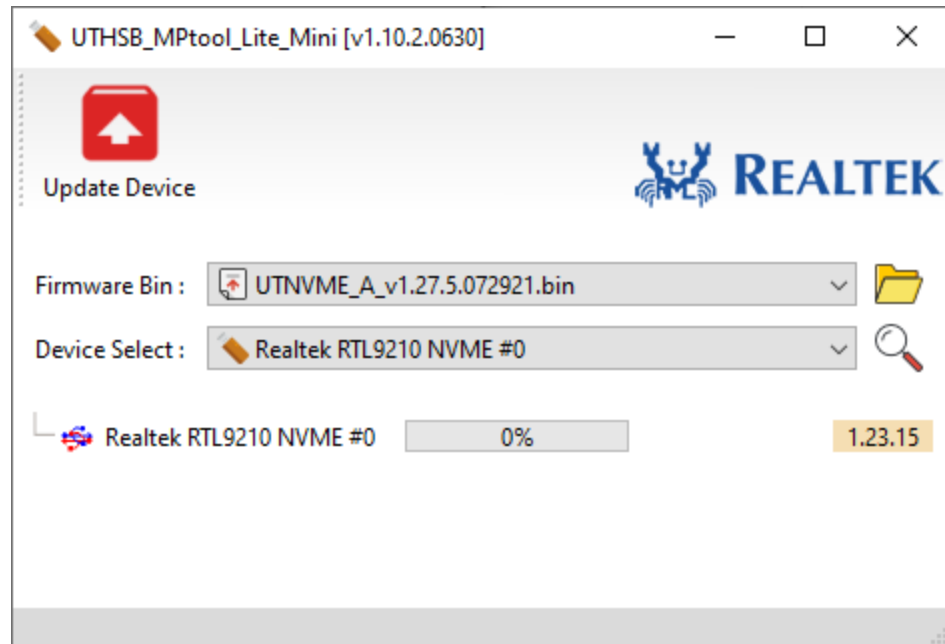 UTHSB_MPtool_Lite_Mini [v1.10.2.0630]
Update Device
REALTEK
Firmware Bin :
UTNVME_A_v1.27.5.072921.bin
Device Select :
Realtek RTL9210 NVME #0
Realtek RTL9210 NVME #0
0%
1.23.15